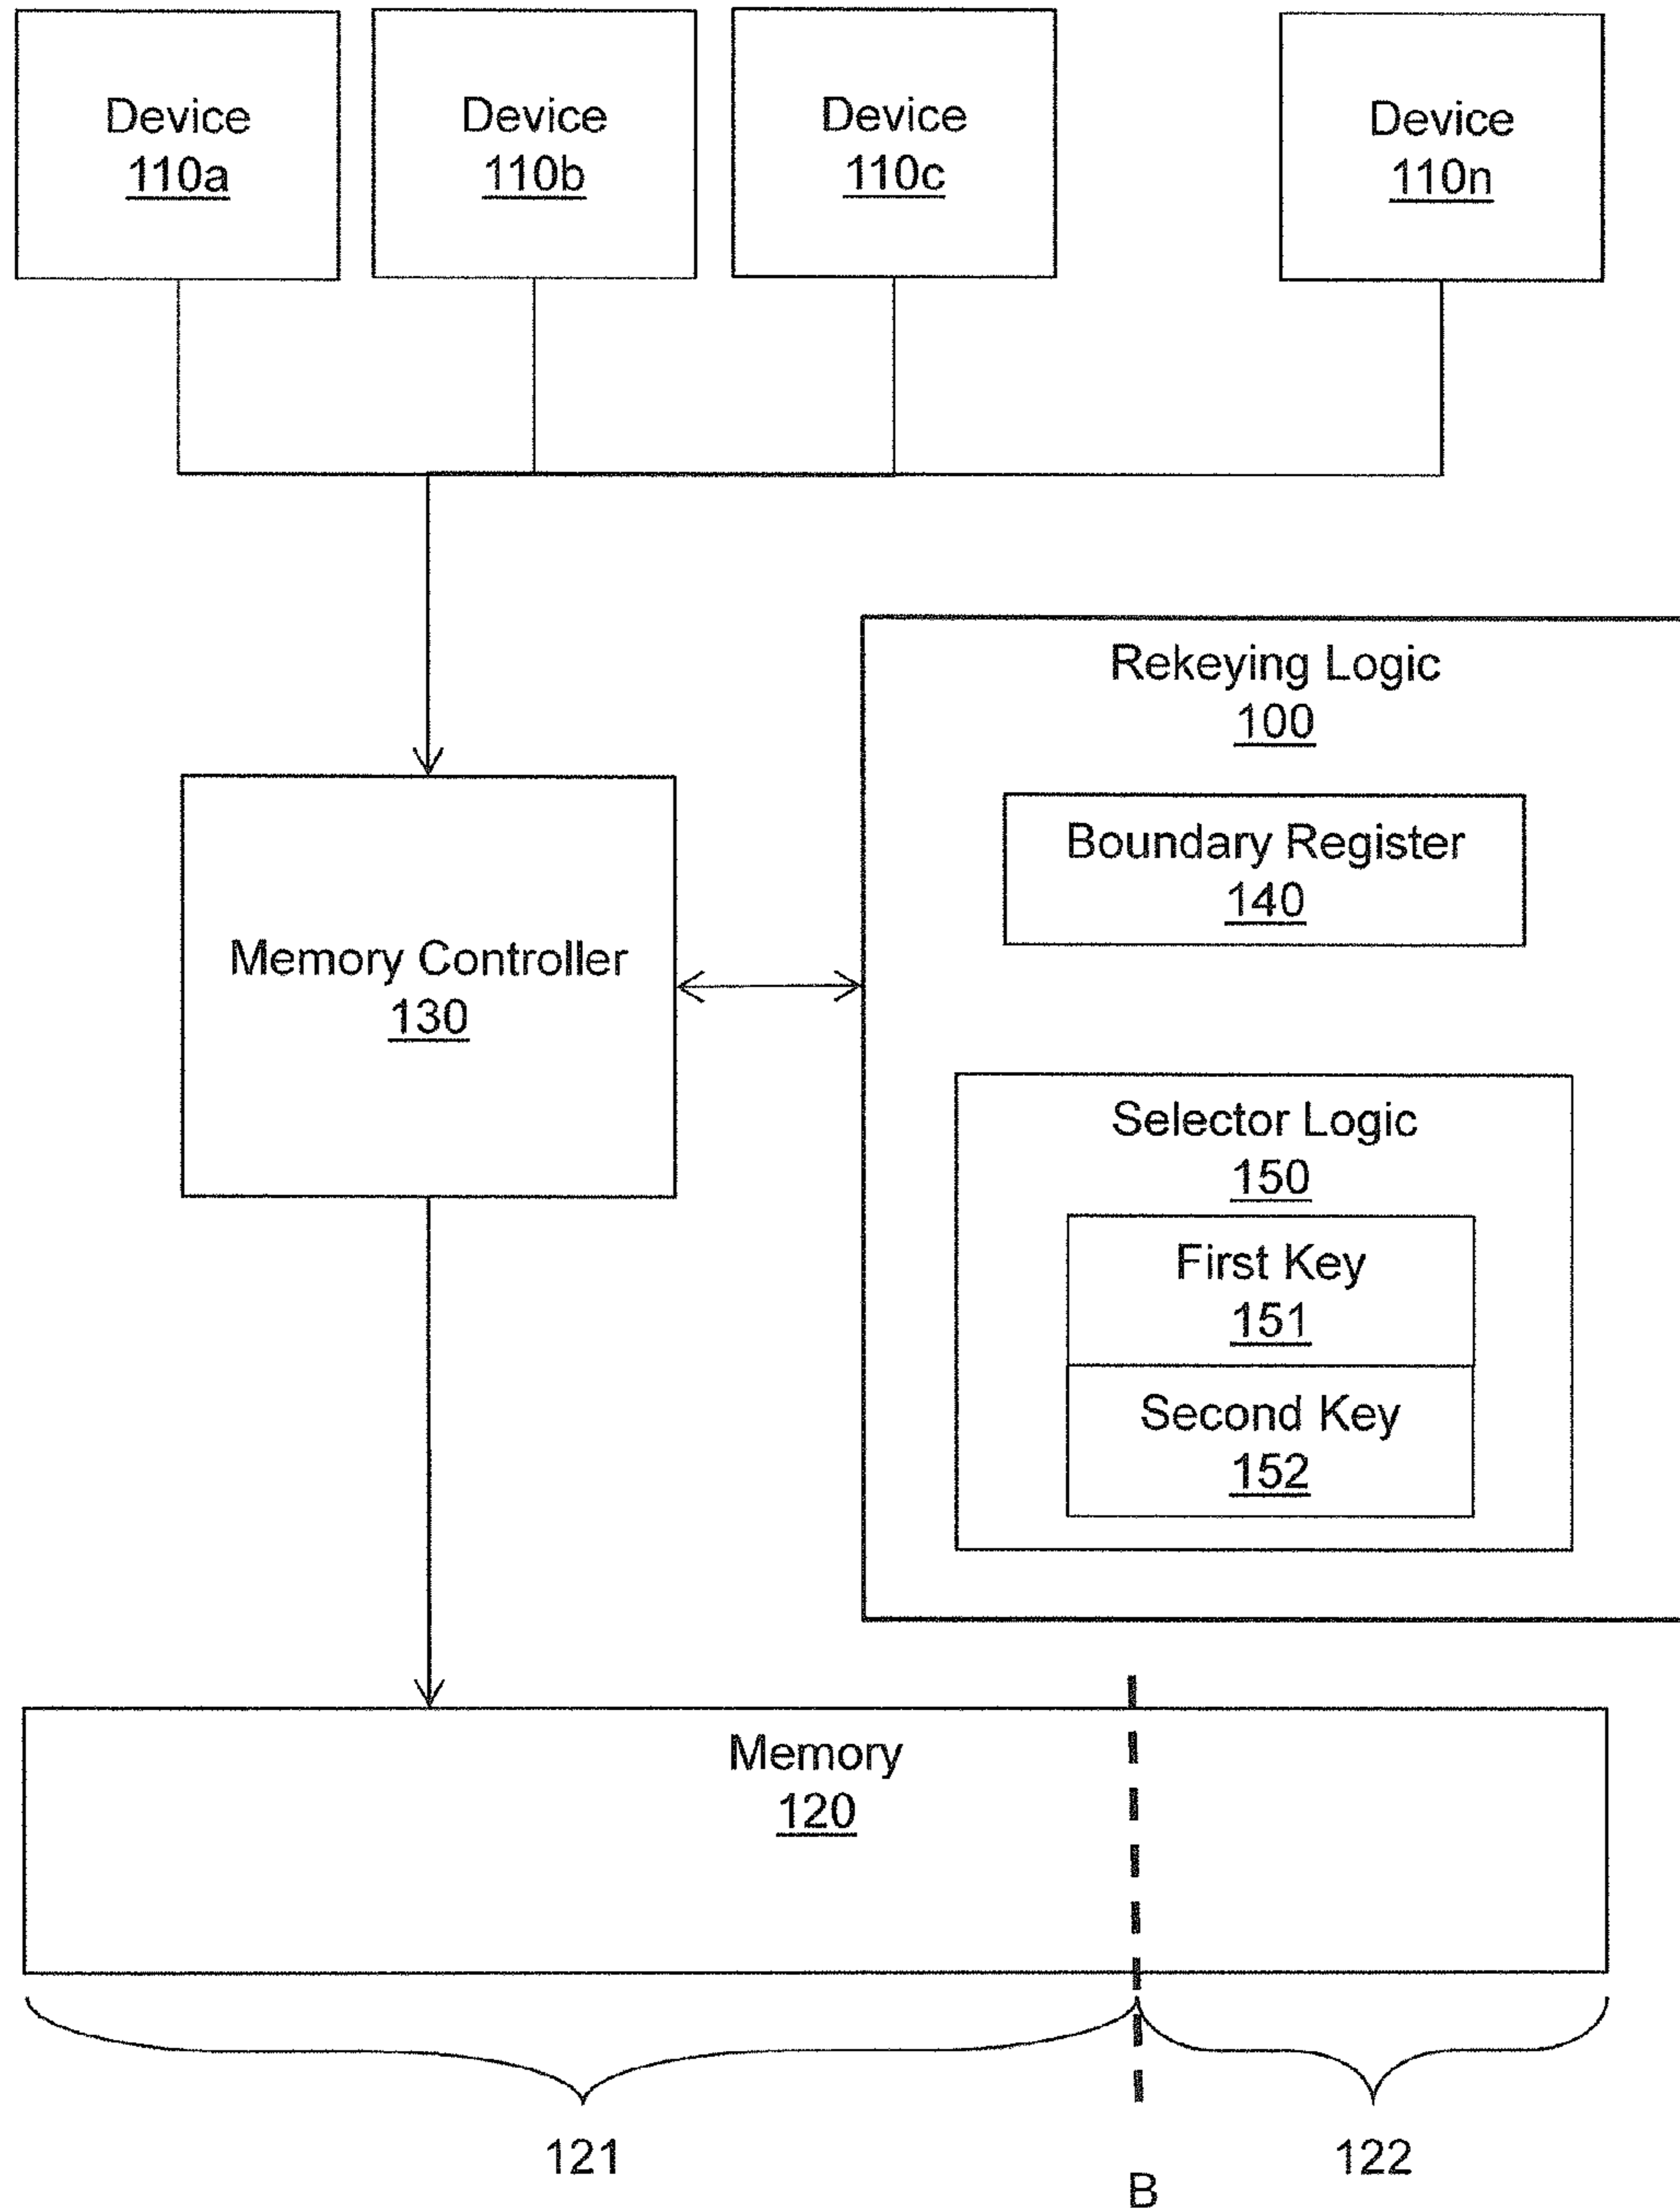 Device
110a
Device
110b
Device
110c
Device
110n
Rekeying Logic
100
Boundary Register
140
Memory Controller
130
Selector Logic
150
First Key
151
Second Key
152
Memory
120
121
122
B